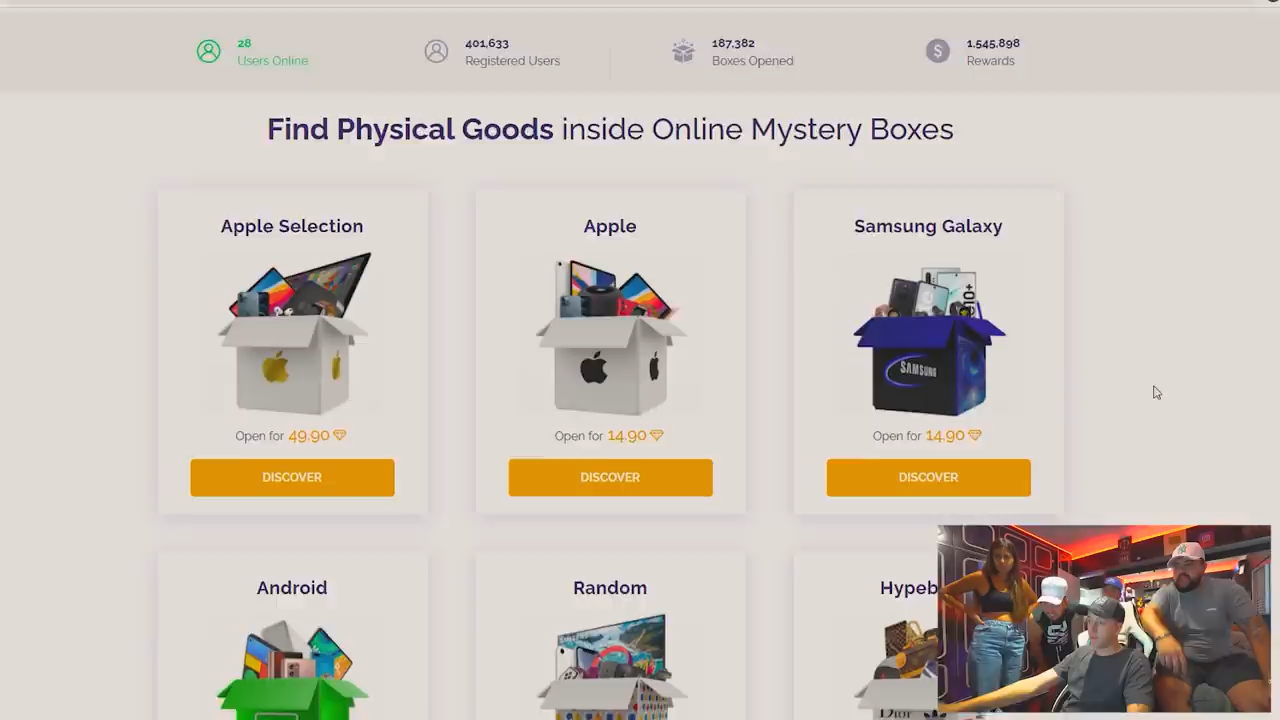 28
Users Online
401,633
Registered Users
187,382
Boxes Opened
1,545,898
Rewards
Find Physical Goods inside Online Mystery Boxes
Apple Selection
Apple
Samsung Galaxy
SAMSUNG
Open for 49.90
Open for 14.90
Open for 14.90
DISCOVER
DISCOVER
DISCOVER
Android
Random
Hypeb